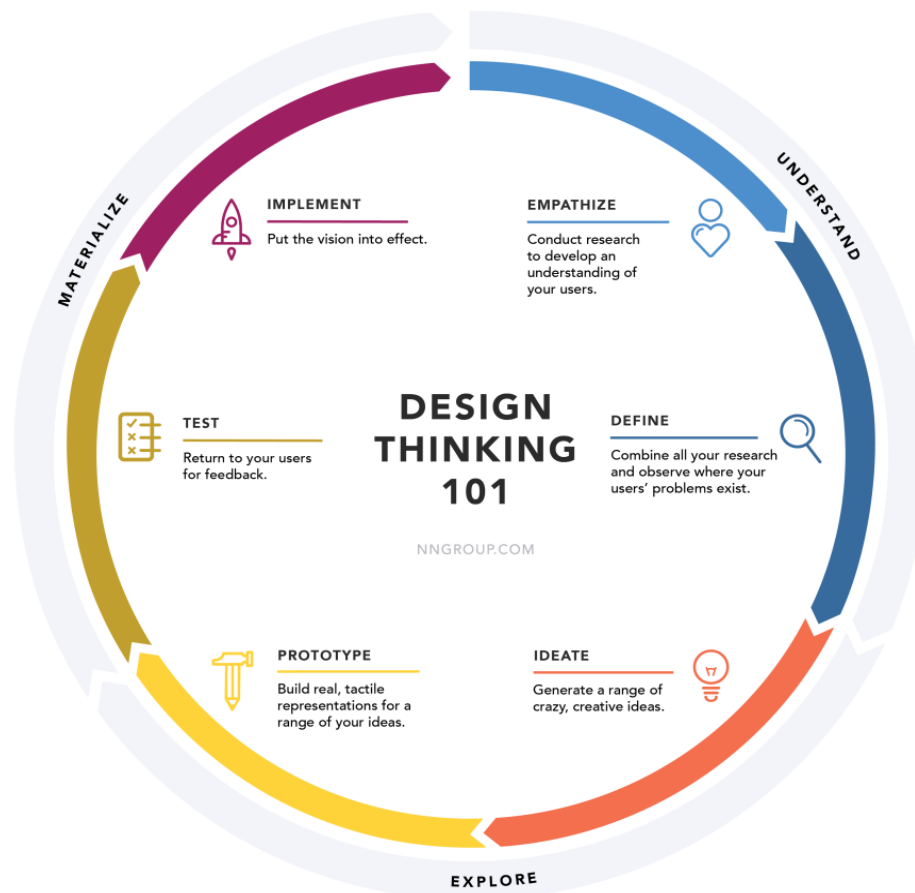 DESIGN
THINKING
101
NNGROUP.COM
UNDERSTAND
EMPATHIZE
Conduct research
to develop an
understanding of
your users.
DEFINE
Combine all your research
and observe where your
users’ problems exist.
EXPLORE
IDEATE
Generate a range of
crazy, creative ideas.
PROTOTYPE
Build real, tactile
representations for a
range of your ideas.
MATERIALIZE
TEST
Return to your users
for feedback.
IMPLEMENT
Put the vision into effect.